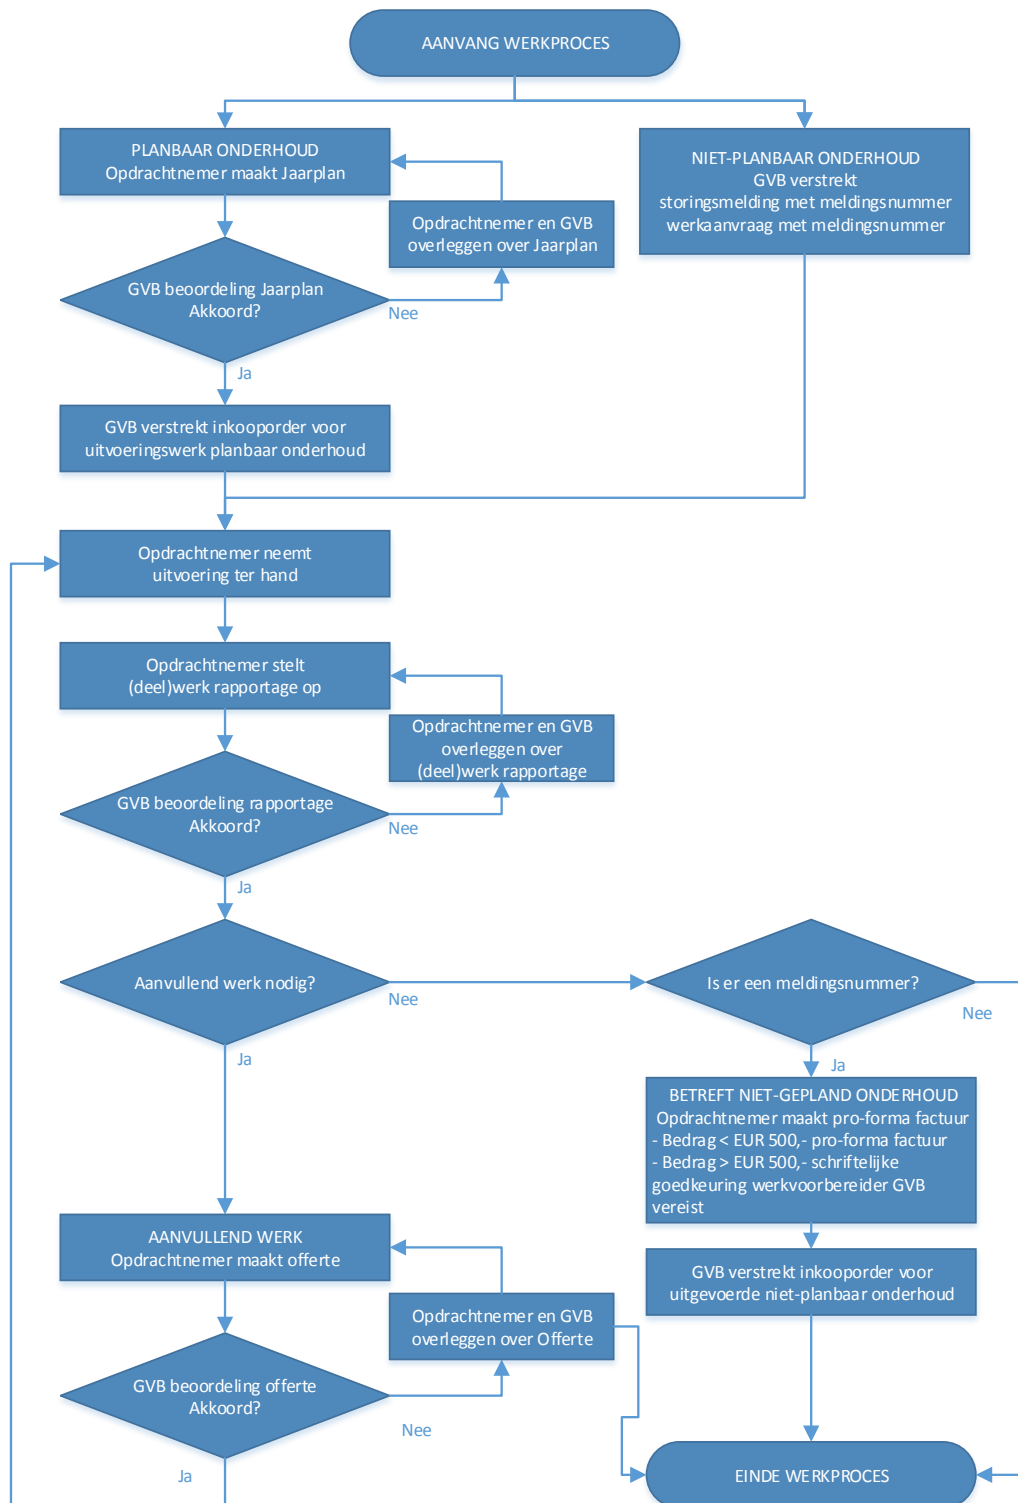 AANVANG WERKPROCES
PLANBAAR ONDERHOUD
Opdrachtnemer maakt Jaarplan
NIET-PLANBAAR ONDERHOUD
GVB verstrekt
storingsmelding met meldingsnummer
werkaanvraag met meldingsnummer
Opdrachtnemer en GVB
overleggen over Jaarplan
GVB beoordeling Jaarplan
Akkoord?
Nee
Ja
GVB verstrekt inkooporder voor
uitvoeringswerk planbaar onderhoud
Opdrachtnemer neemt
uitvoering ter hand
Opdrachtnemer stelt
(deel)werk rapportage op
Opdrachtnemer en GVB
overleggen over
(deel)werk rapportage
GVB beoordeling rapportage
Akkoord?
Nee
Ja
Aanvullend werk nodig?
Nee
Is er een meldingsnummer?
Nee
Ja
Ja
BETREFT NIET-GEPLAND ONDERHOUD
Opdrachtnemer maakt pro-forma factuur
- Bedrag < EUR 500,- pro-forma factuur
- Bedrag > EUR 500,- schriftelijke
goedkeuring werkvoorbereider GVB
vereist
AANVULLEND WERK
Opdrachtnemer maakt offerte
GVB verstrekt inkooporder voor
uitgevoerde niet-planbaar onderhoud
Opdrachtnemer en GVB
overleggen over Offerte
GVB beoordeling offerte
Akkoord?
Nee
Ja
EINDE WERKPROCES